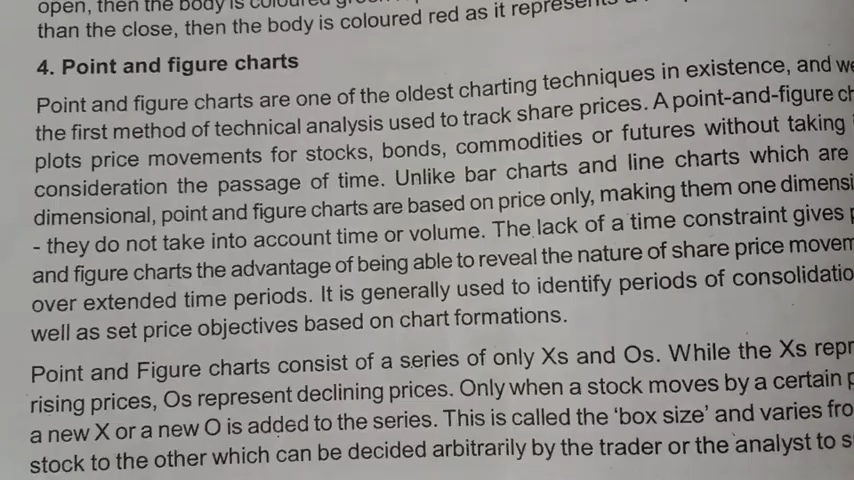 open, then the body is coloured
than the close, then the body is coloured red as it represents
4. Point and figure charts
Point and figure charts are one of the oldest charting techniques in existence, and
the first method of technical analysis used to track share prices. A point-and-figure
plots price movements for stocks, bonds, commodities or futures without taking
consideration the passage of time. Unlike bar charts and line charts which are
dimensional, point and figure charts are based on price only, making them one
- they do not take into account time or volume. The lack of a time constraint gives
and figure charts the advantage of being able to reveal the nature of share price
over extended time periods. It is generally used to identify periods of
well as set price objectives based on chart formations.
Point and Figure charts consist of a series of only Xs and Os. While the Xs
rising prices, Os represent declining prices. Only when a stock moves by a certain
a new X or a new O is added to the series. This is called the ‘box size’ and varies
stock to the other which can be decided arbitrarily by the trader or the analyst to